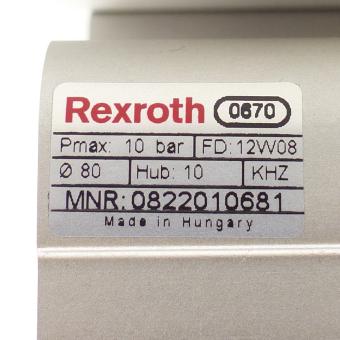 Rexroth 0670
Pmax: 10 bar FD: 12W08
Ø 80 Hub: 10 KHZ
MNR: 0822010681
Made in Hungary